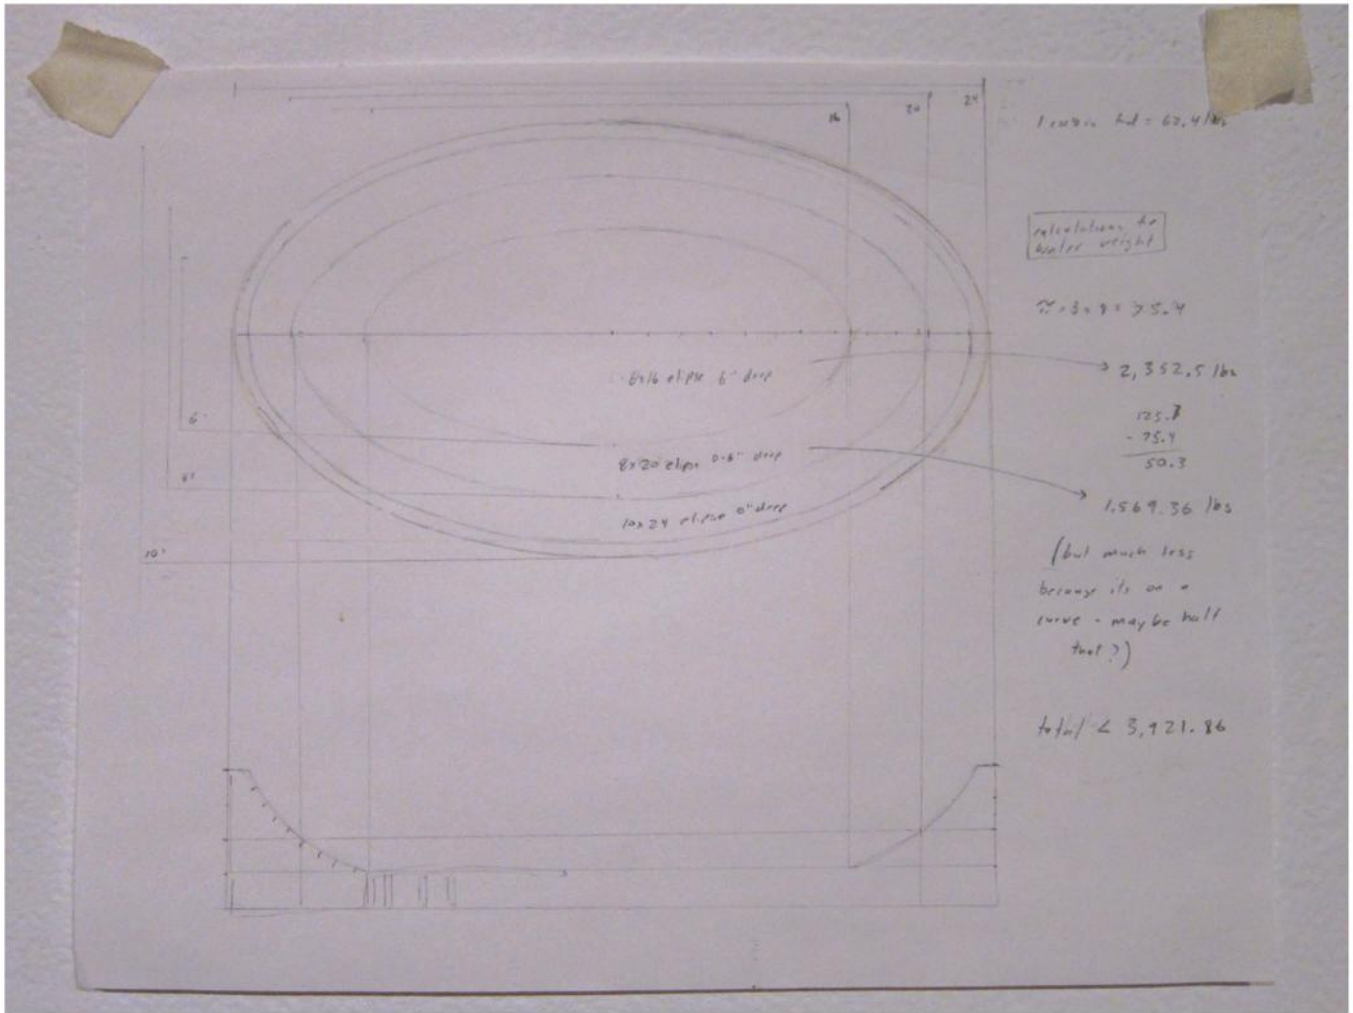 16
20
24
= 62.4 lbs
calculations for
water weight
π · 3 · 8 = 75.4
6x16 elipse 6" deep
2,352.5 lbs
125.7
- 75.4
50.3
6'
8x20 elipse 0-6" deep
8'
10x24 elipse 0" deep
1,569.36 lbs
10'
(but much less
because its on a
curve - maybe half
that?)
total < 3,921.86